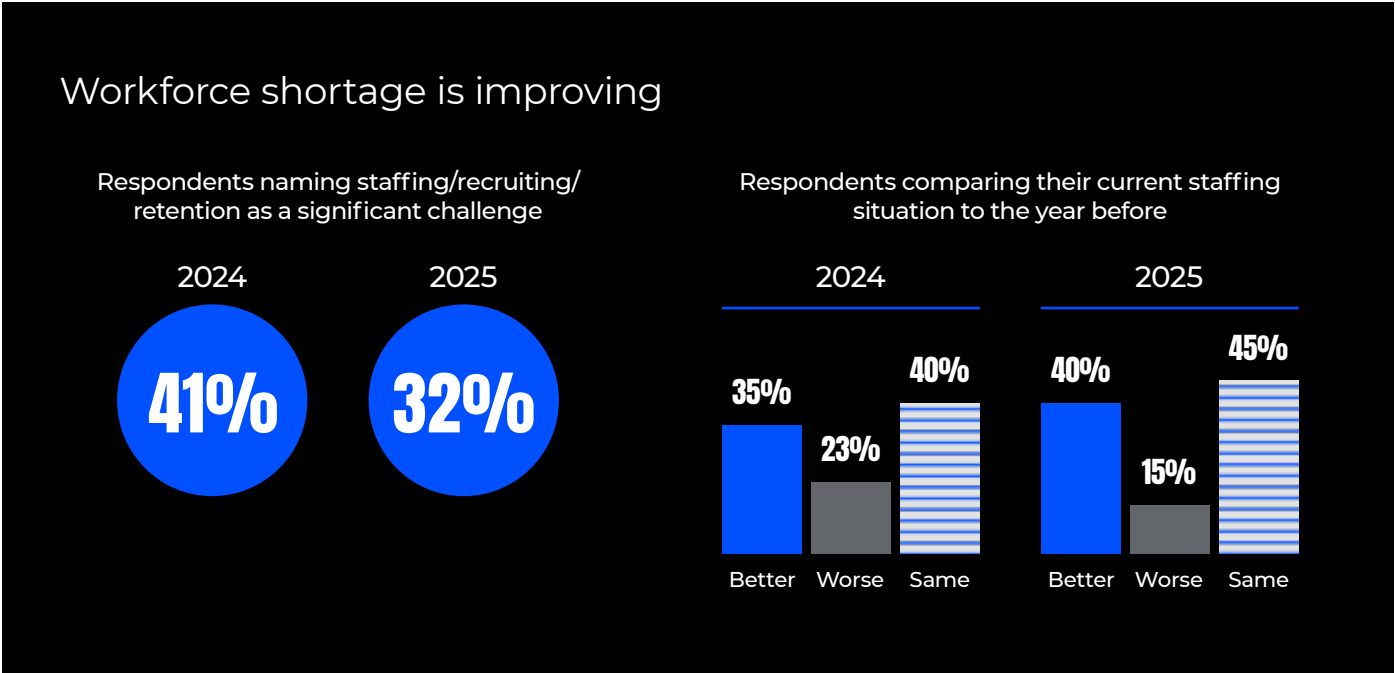 Workforce shortage is improving
Respondents naming staffing/recruiting/
retention as a significant challenge
2024
2025
41%
32%
Respondents comparing their current staffing
situation to the year before
2024
35%
23%
40%
Better
Worse
Same
2025
40%
15%
45%
Better
Worse
Same